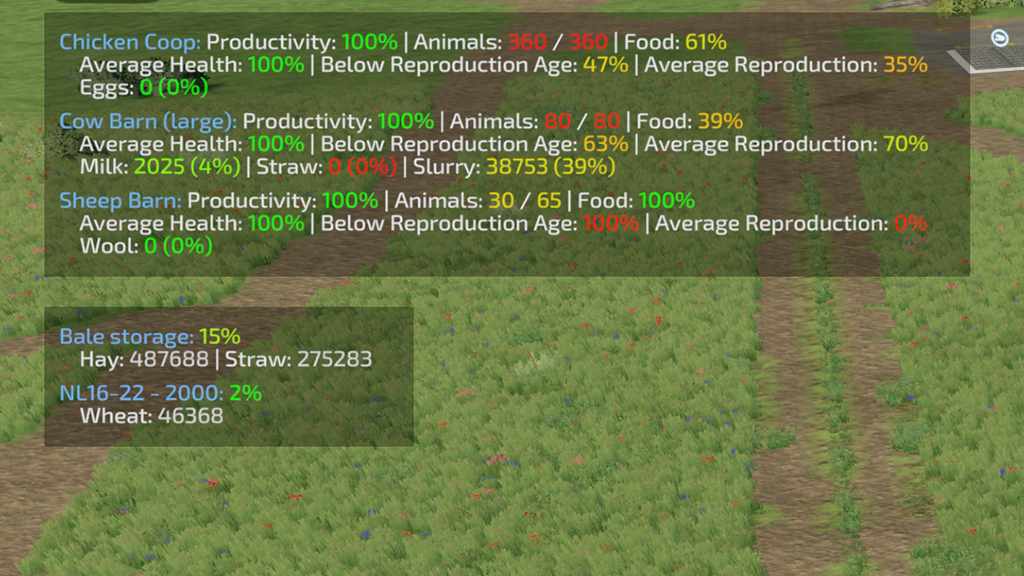 Chicken Coop: Productivity: 100% | Animals: 360 / 360 | Food: 61%
Average Health: 100% | Below Reproduction Age: 47% | Average Reproduction: 35%
Eggs: 0 (0%)
Cow Barn (large): Productivity: 100% | Animals: 80 / 80 | Food: 39%
Average Health: 100% | Below Reproduction Age: 63% | Average Reproduction: 70%
Milk: 2025 (4%) | Straw: 0 (0%) | Slurry: 38753 (39%)
Sheep Barn: Productivity: 100% | Animals: 30 / 65 | Food: 100%
Average Health: 100% | Below Reproduction Age: 100% | Average Reproduction: 0%
Wool: 0 (0%)
Bale storage: 15%
Hay: 487688 | Straw: 275283
NL16-22 - 2000: 2%
Wheat: 46368